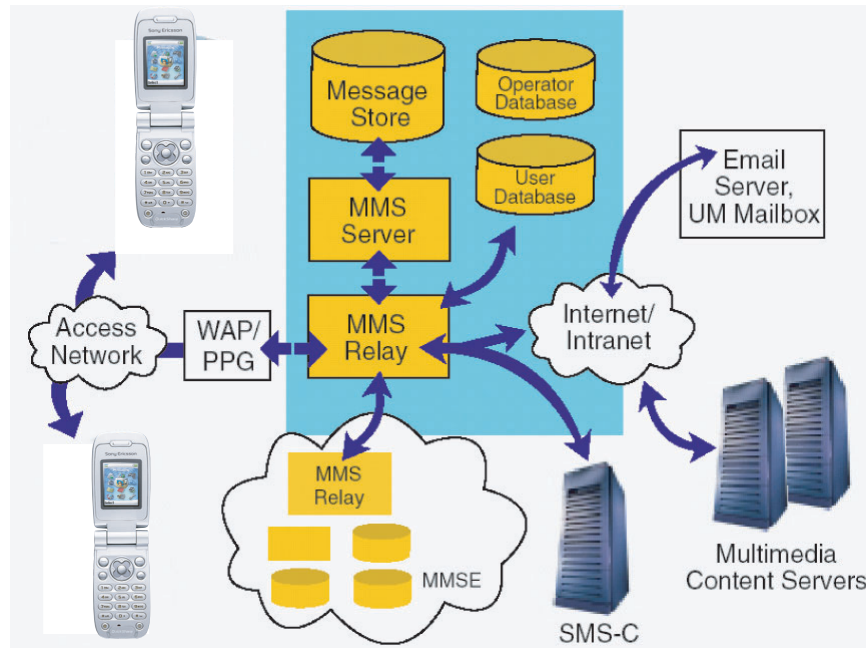 Sony Ericsson
Message
Store
Operator
Database
User
Database
MMS
Server
Email
Server,
UM Mailbox
Access
Network
WAP/
PPG
MMS
Relay
Internet/
Intranet
MMS
Relay
MMSE
Sony Ericsson
SMS-C
Multimedia
Content Servers